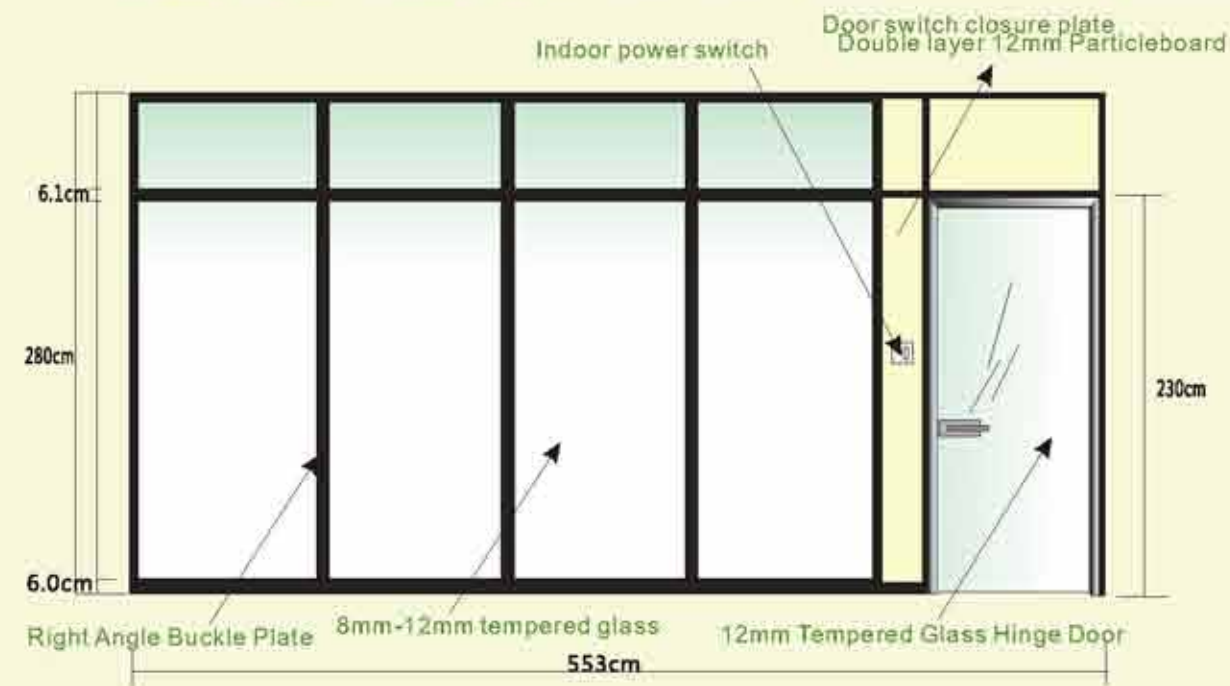 Door switch closure plate
Indoor power switch
Double layer 12mm Particleboard
6.1cm
280cm
230cm
6.0cm
Right Angle Buckle Plate
8mm-12mm tempered glass
12mm Tempered Glass Hinge Door
553cm